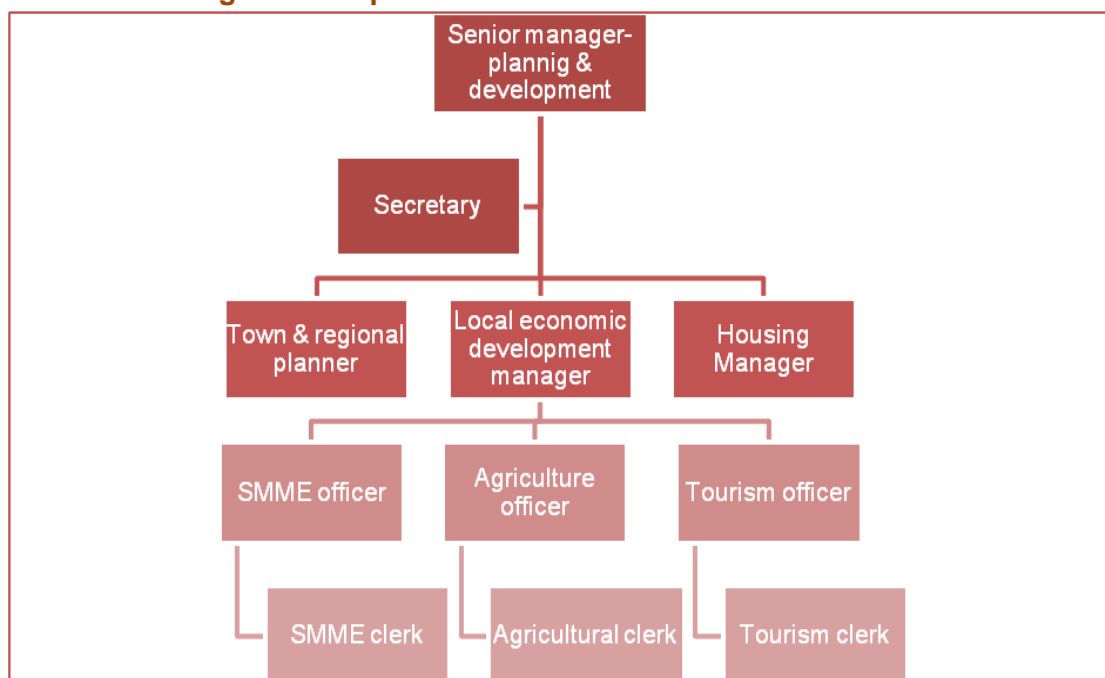 Senior manager-
plannig &
development
Secretary
Town & regional
planner
Local economic
development
manager
Housing
Manager
SMME officer
Agriculture
officer
Tourism officer
SMME clerk
Agricultural clerk
Tourism clerk